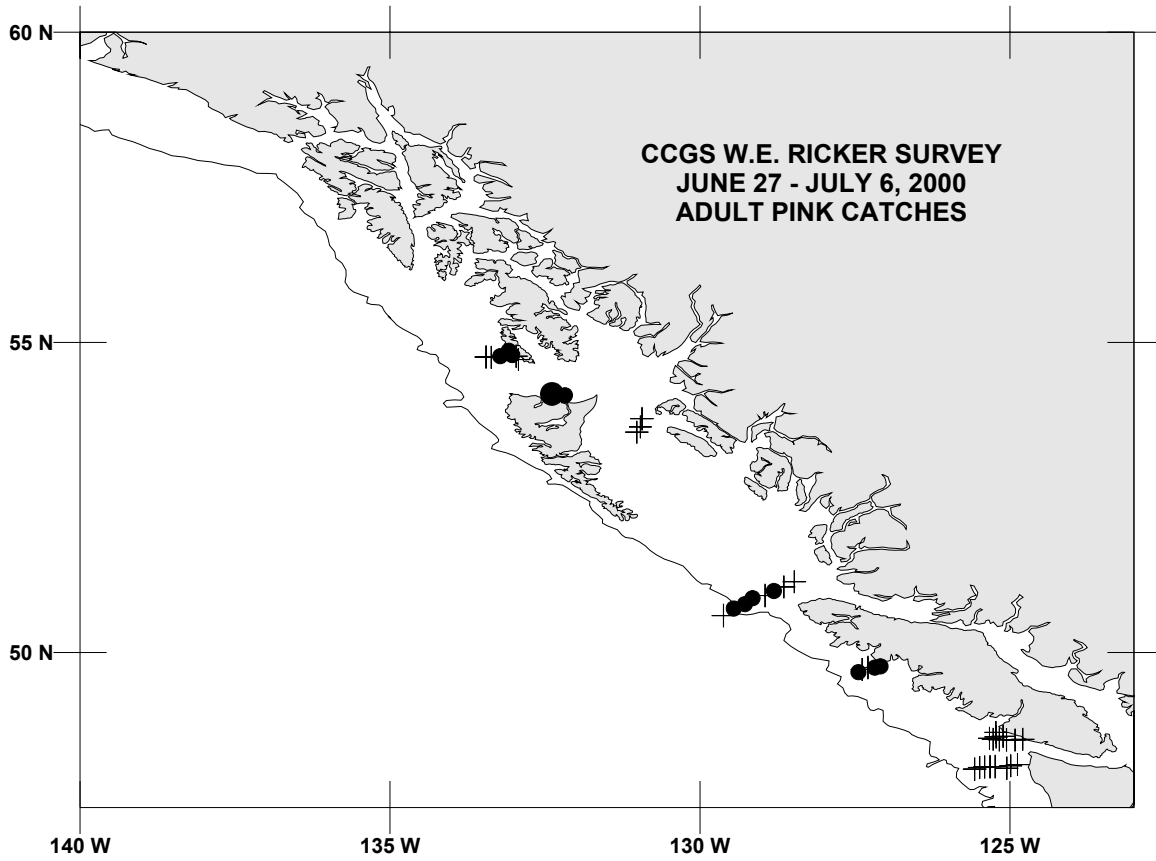 60 N
CCGS W.E. RICKER SURVEY
JUNE 27 - JULY 6, 2000
ADULT PINK CATCHES
55 N
50 N
140 W
135 W
130 W
125 W